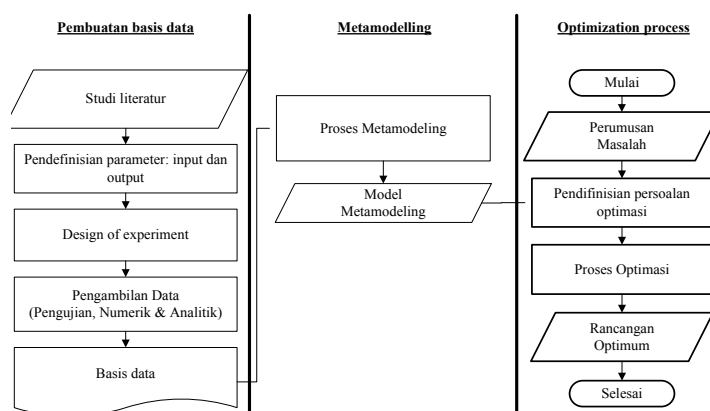 Pembuatan basis data
Studi literatur
Pendefinisian parameter: input dan
output
Design of experiment
Pengambilan Data
(Pengujian, Numerik & Analitik)
Basis data
Metamodelling
Proses Metamodeling
Model
Metamodeling
Optimization process
Mulai
Perumusan
Masalah
Pendifinisian persoalan
optimasi
Proses Optimasi
Rancangan
Optimum
Selesai